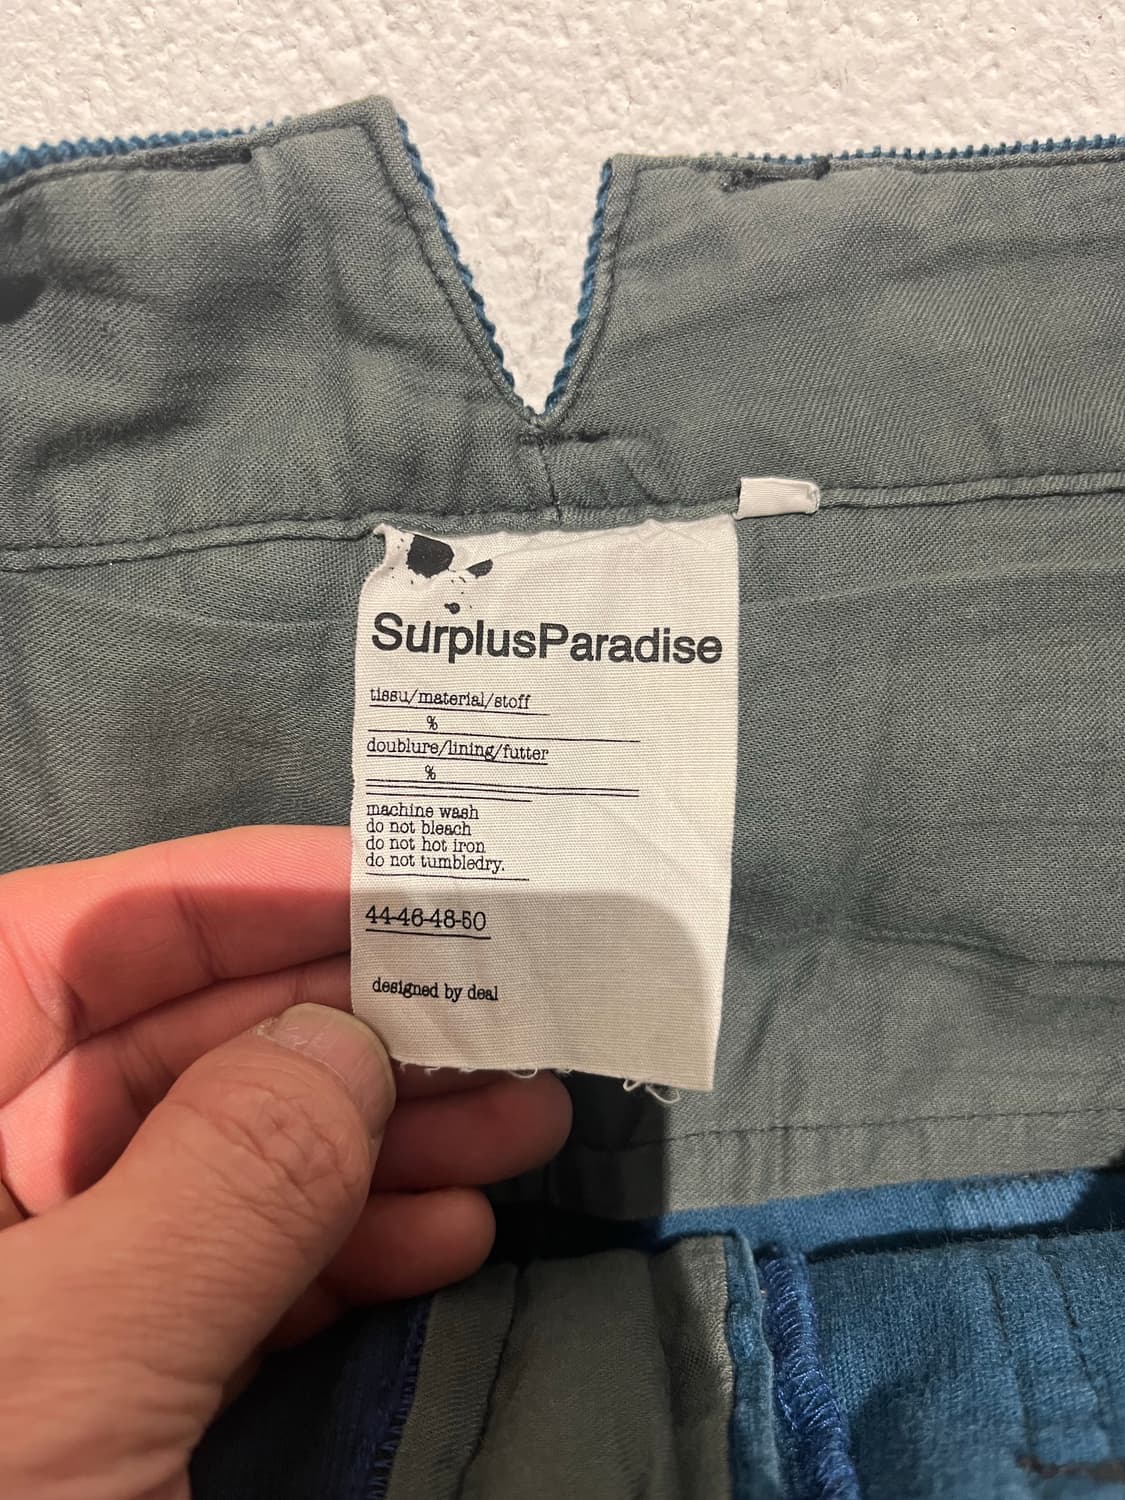 SurplusParadise
tissu/material/stoff
%
doublure/lining/futter
%
machine wash
do not bleach
do not hot iron
do not tumbledry.
44-46-48-50
designed by deal